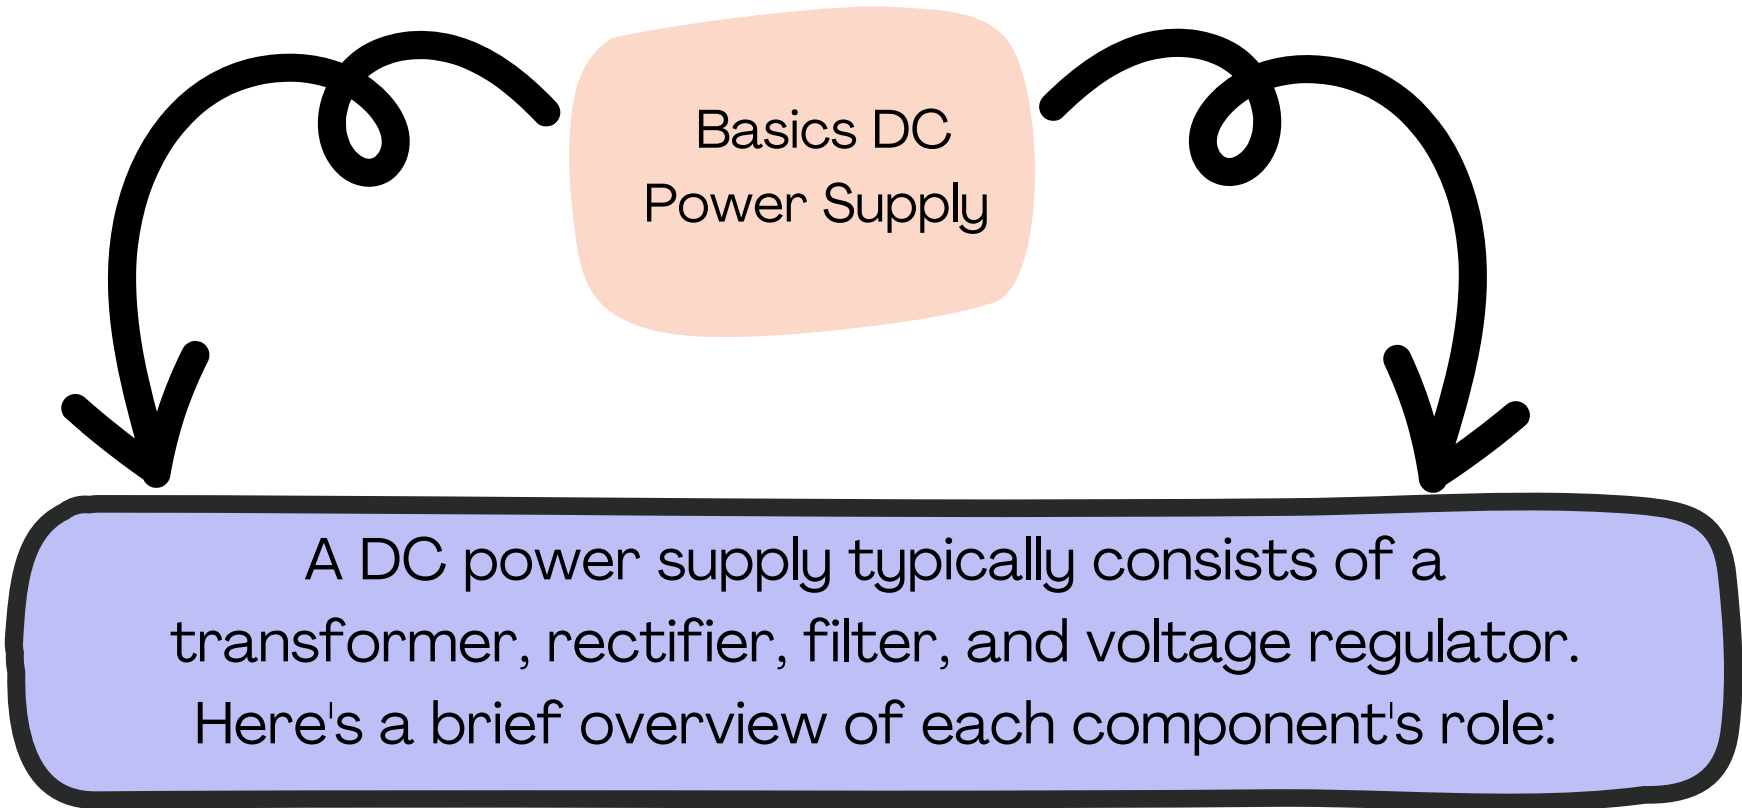 Basics DC
Power Supply
A DC power supply typically consists of a
transformer, rectifier, filter, and voltage regulator.
Here's a brief overview of each component's role: